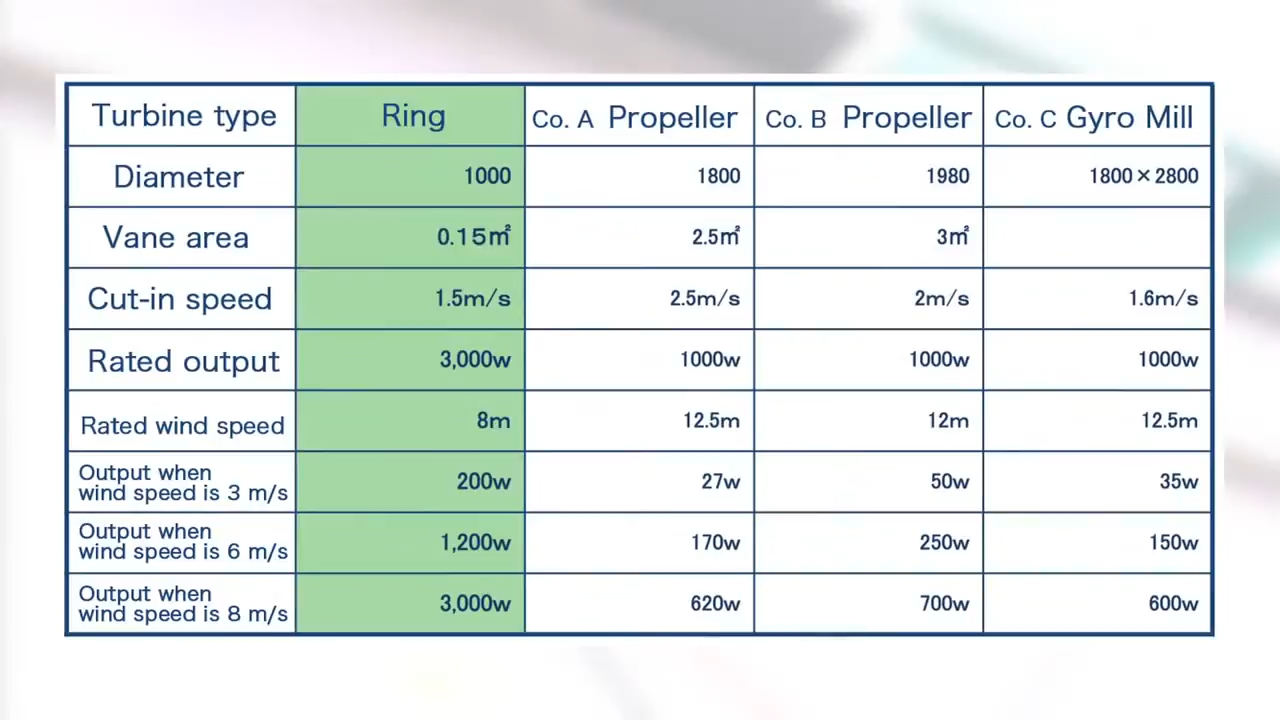 Turbine type Ring Co. A Propeller Co. B Propeller Co. C Gyro Mill
Diameter 1000 1800 1980 1800×2800
Vane area 0.15㎡ 2.5㎡ 3㎡
Cut-in speed 1.5m/s 2.5m/s 2m/s 1.6m/s
Rated output 3,000w 1000w 1000w 1000w
Rated wind speed 8m 12.5m 12m 12.5m
Output when
wind speed is 3 m/s 200w 27w 50w 35w
Output when
wind speed is 6 m/s 1,200w 170w 250w 150w
Output when
wind speed is 8 m/s 3,000w 620w 700w 600w